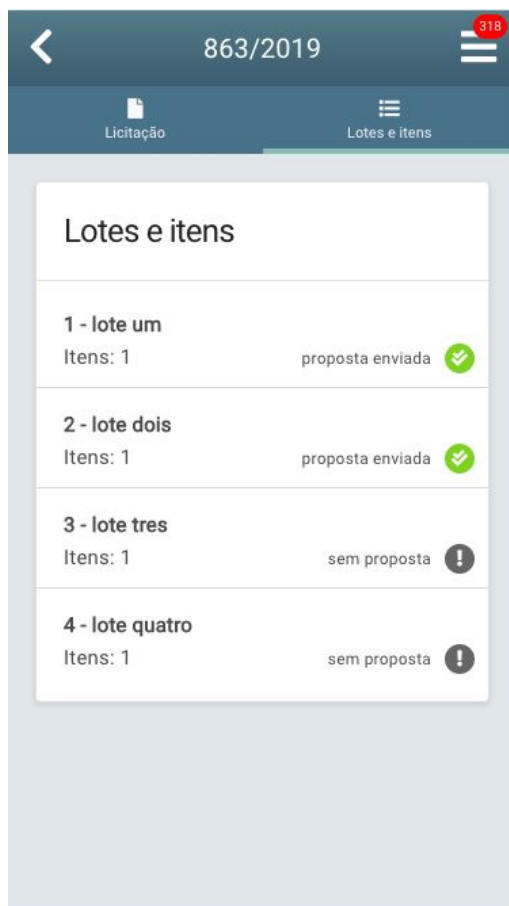 318
863/2019
Licitação
Lotes e itens
Lotes e itens
1 - lote um
Itens: 1
proposta enviada
2 - lote dois
Itens: 1
proposta enviada
3 - lote tres
Itens: 1
sem proposta
4 - lote quatro
Itens: 1
sem proposta